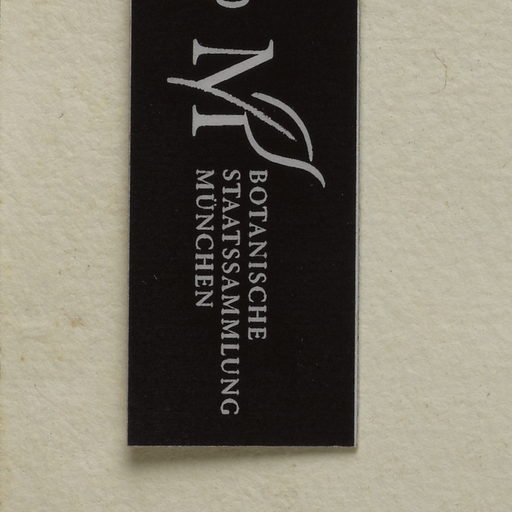 M
BOTANISCHE
STAATSSAMMLUNG
MÜNCHEN